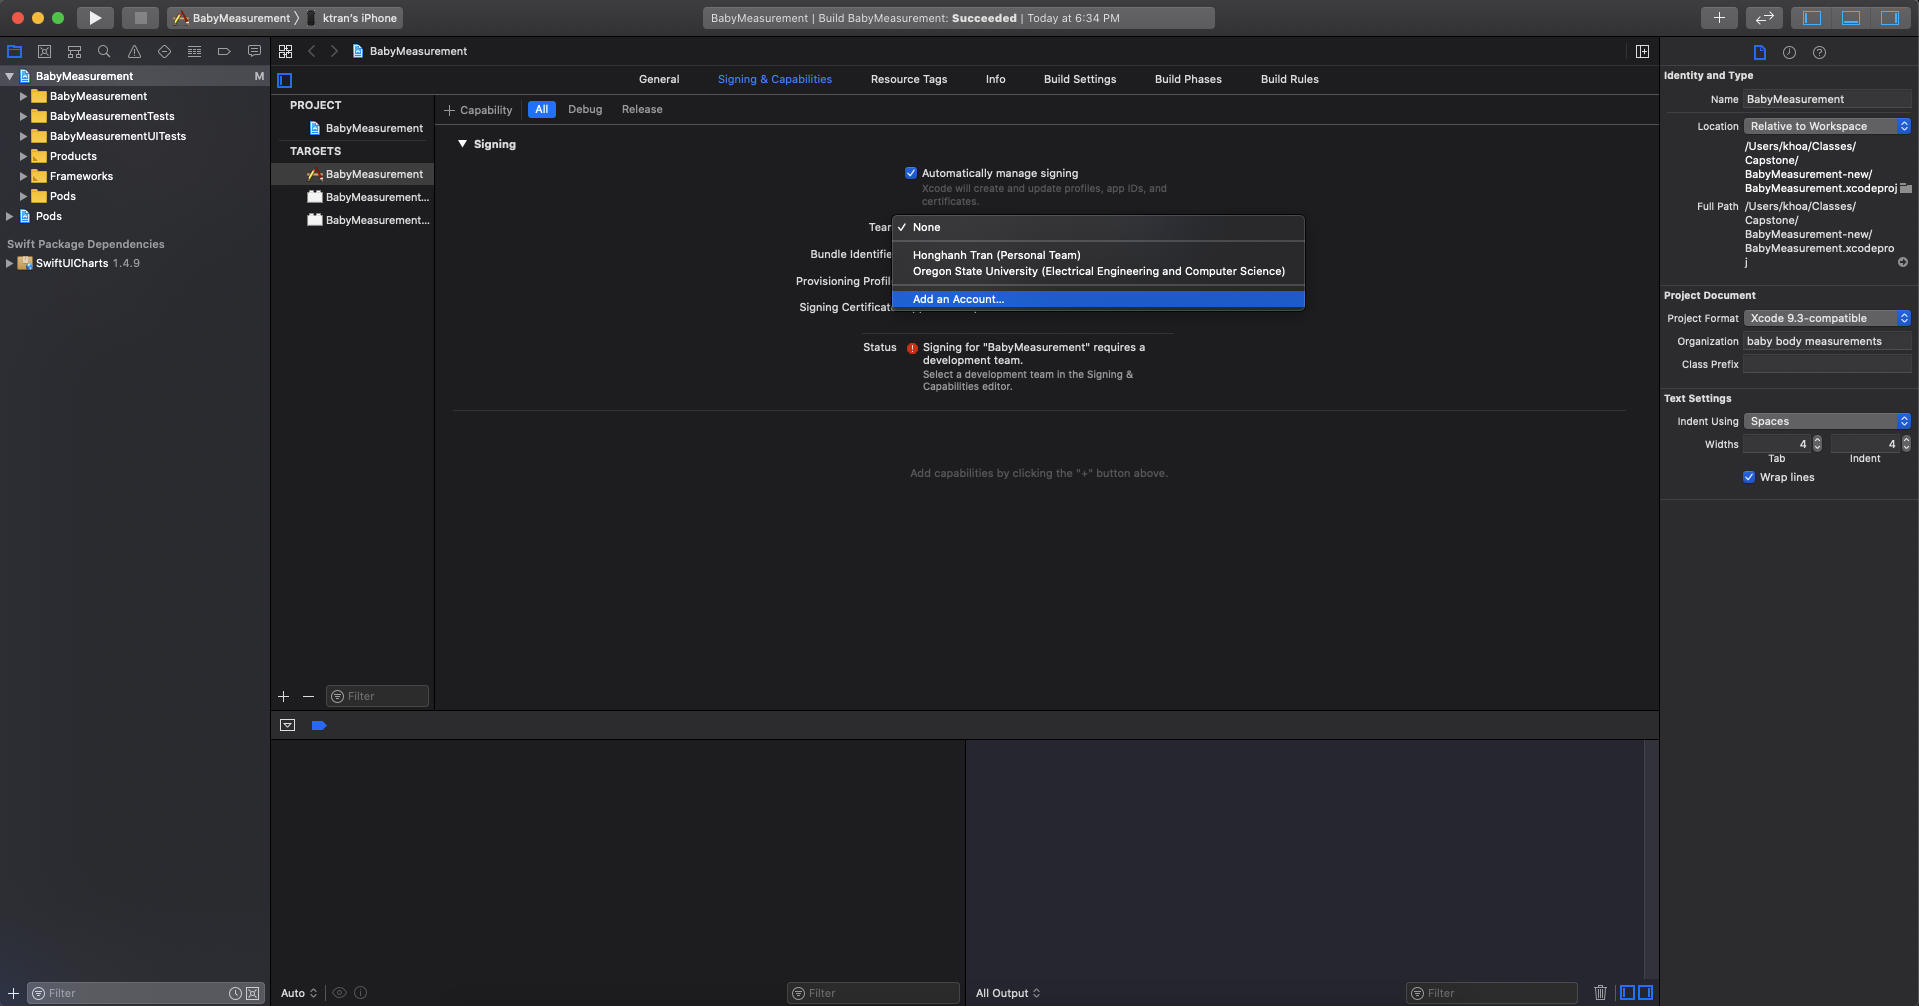 BabyMeasurement
ktran's iPhone
BabyMeasurement | Build BabyMeasurement: Succeeded | Today at 6:34 PM
BabyMeasurement M
BabyMeasurement
BabyMeasurementTests
BabyMeasurementUITests
Products
Frameworks
Pods
Pods
Swift Package Dependencies
SwiftUICharts 1.4.9
Filter
BabyMeasurement
General
Signing & Capabilities
Resource Tags
Info
Build Settings
Build Phases
Build Rules
PROJECT
BabyMeasurement
TARGETS
BabyMeasurement
BabyMeasurement...
BabyMeasurement...
Filter
Capability
All
Debug
Release
Signing
Automatically manage signing
Xcode will create and update profiles, app IDs, and
certificates.
Team
Bundle Identifie
Provisioning Profil
Signing Certificat
None
Honghanh Tran (Personal Team)
Oregon State University (Electrical Engineering and Computer Science)
Add an Account...
Status
Signing for "BabyMeasurement" requires a
development team.
Select a development team in the Signing &
Capabilities editor.
Add capabilities by clicking the "+" button above.
Auto
Filter
All Output
Filter
Identity and Type
Name BabyMeasurement
Location Relative to Workspace
/Users/khoa/Classes/
Capstone/
BabyMeasurement-new/
BabyMeasurement.xcodeproj
Full Path /Users/khoa/Classes/
Capstone/
BabyMeasurement-new/
BabyMeasurement.xcodepro
j
Project Document
Project Format Xcode 9.3-compatible
Organization baby body measurements
Class Prefix
Text Settings
Indent Using Spaces
Widths 4 4
Tab Indent
Wrap lines